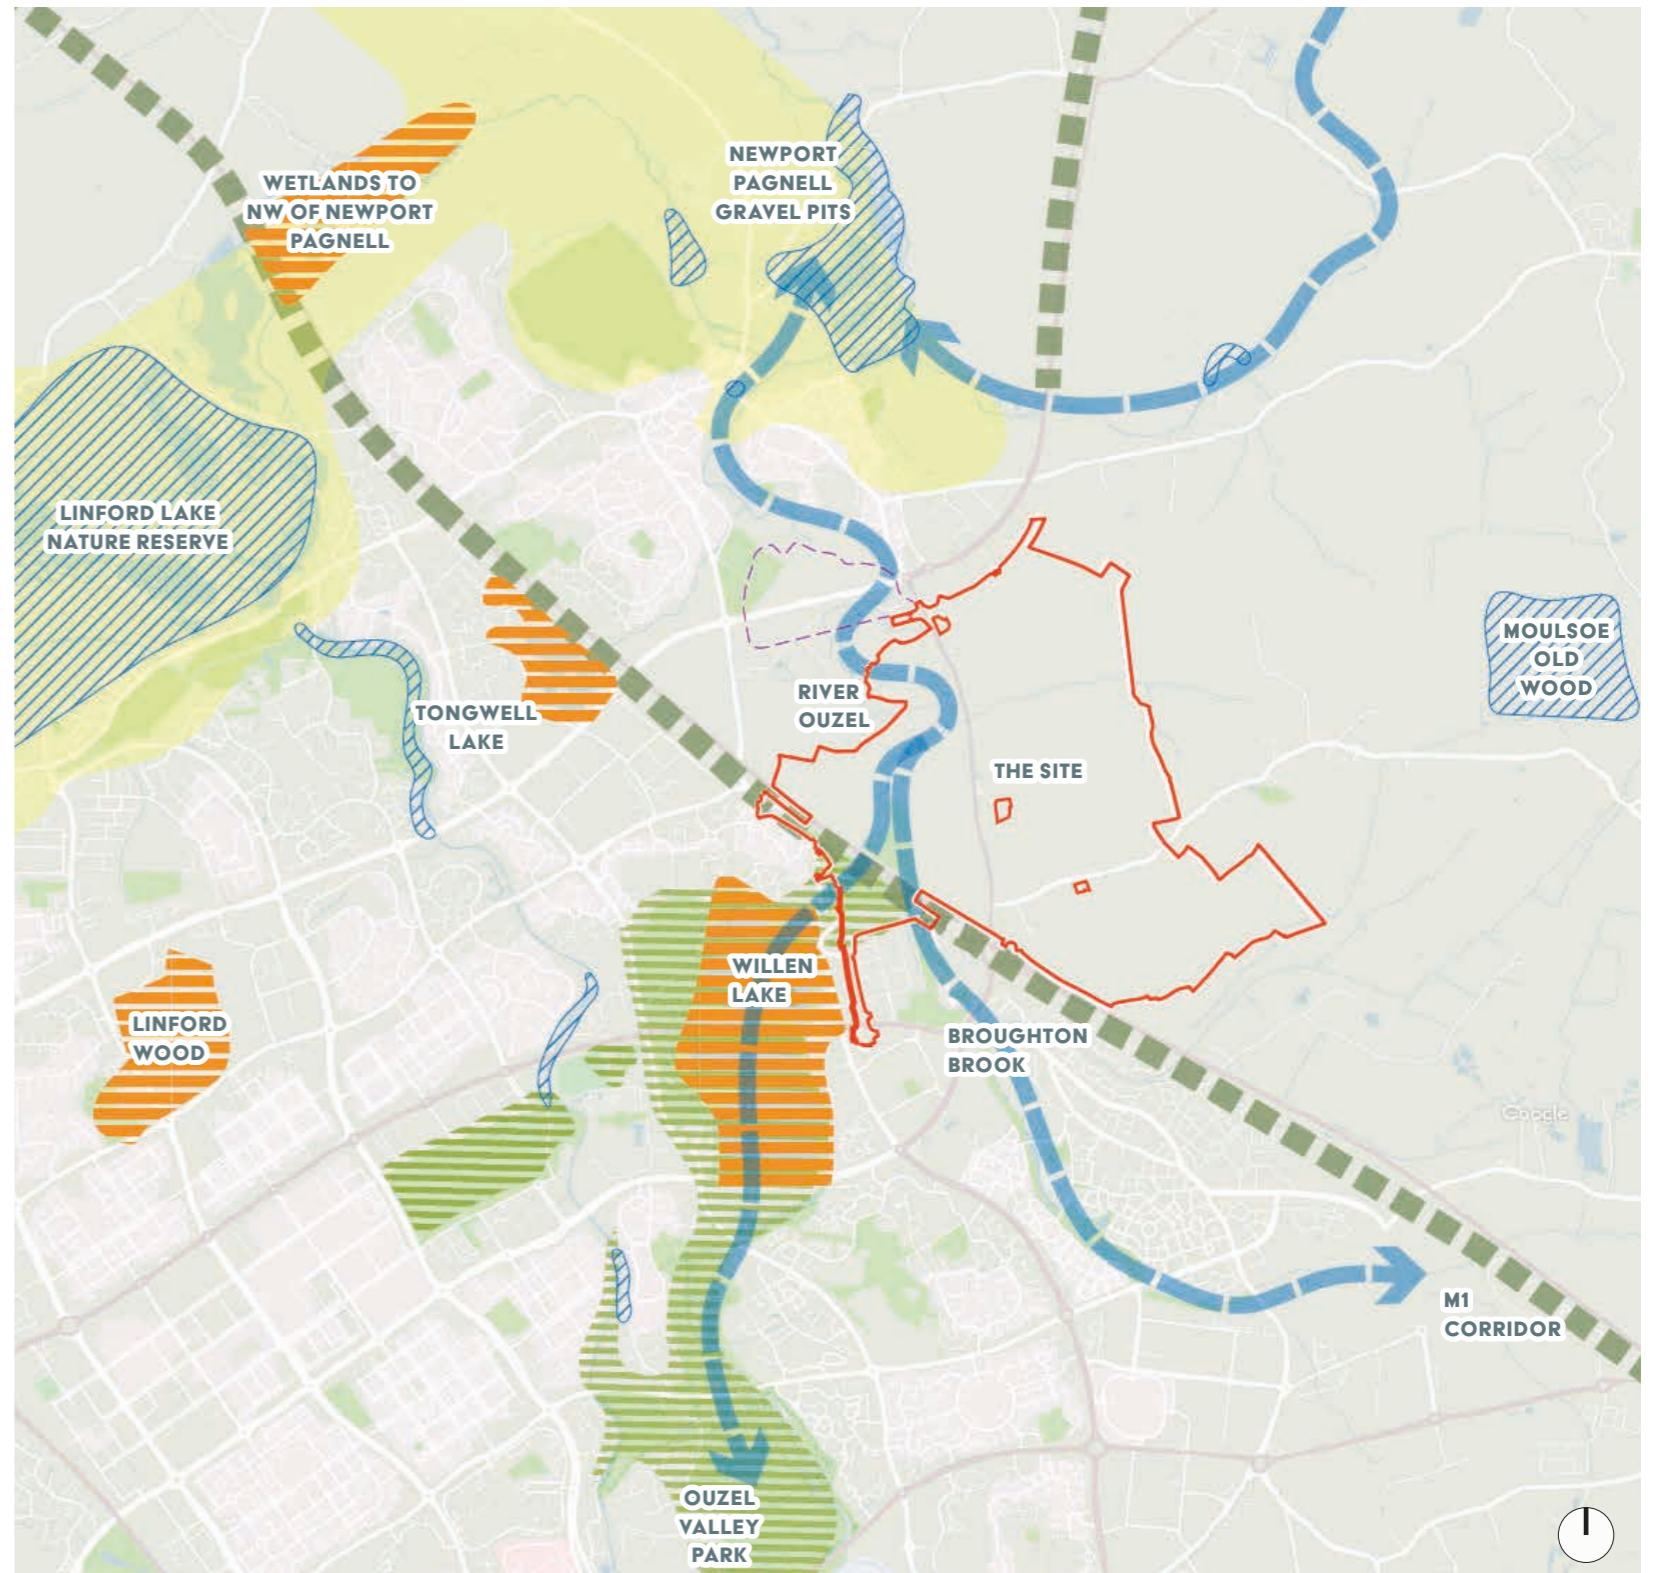 NEWPORT
PAGNELL
GRAVEL PITS
WETLANDS TO
NW OF NEWPORT
PAGNELL
LINFORD LAKE
NATURE RESERVE
MOULSOE
OLD
WOOD
RIVER
OUZEL
TONGWELL
LAKE
THE SITE
WILLEN
LAKE
LINFORD
WOOD
BROUGHTON
BROOK
Google
M1
CORRIDOR
OUZEL
VALLEY
PARK